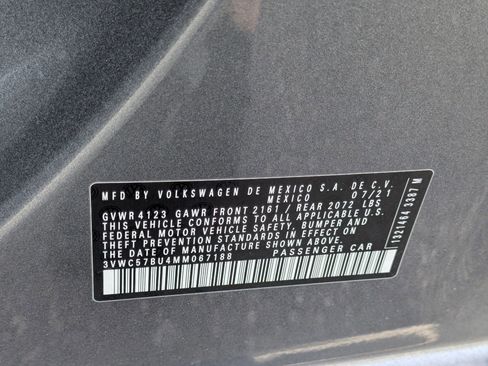 MFD BY VOLKSWAGEN DE MEXICO S.A. DE C.V.
MEXICO 07/21
GVWR 4123 GAWR FRONT 2161 / REAR 2072 LBS
THIS VEHICLE CONFORMS TO ALL APPLICABLE U.S.
FEDERAL MOTOR VEHICLE SAFETY, BUMPER AND
THEFT PREVENTION STANDARDS IN EFFECT ON
THE DATE OF MANUFACTURE SHOWN ABOVE.
3VWC57BU4MM067188 PASSENGER CAR
1321464 3387 M